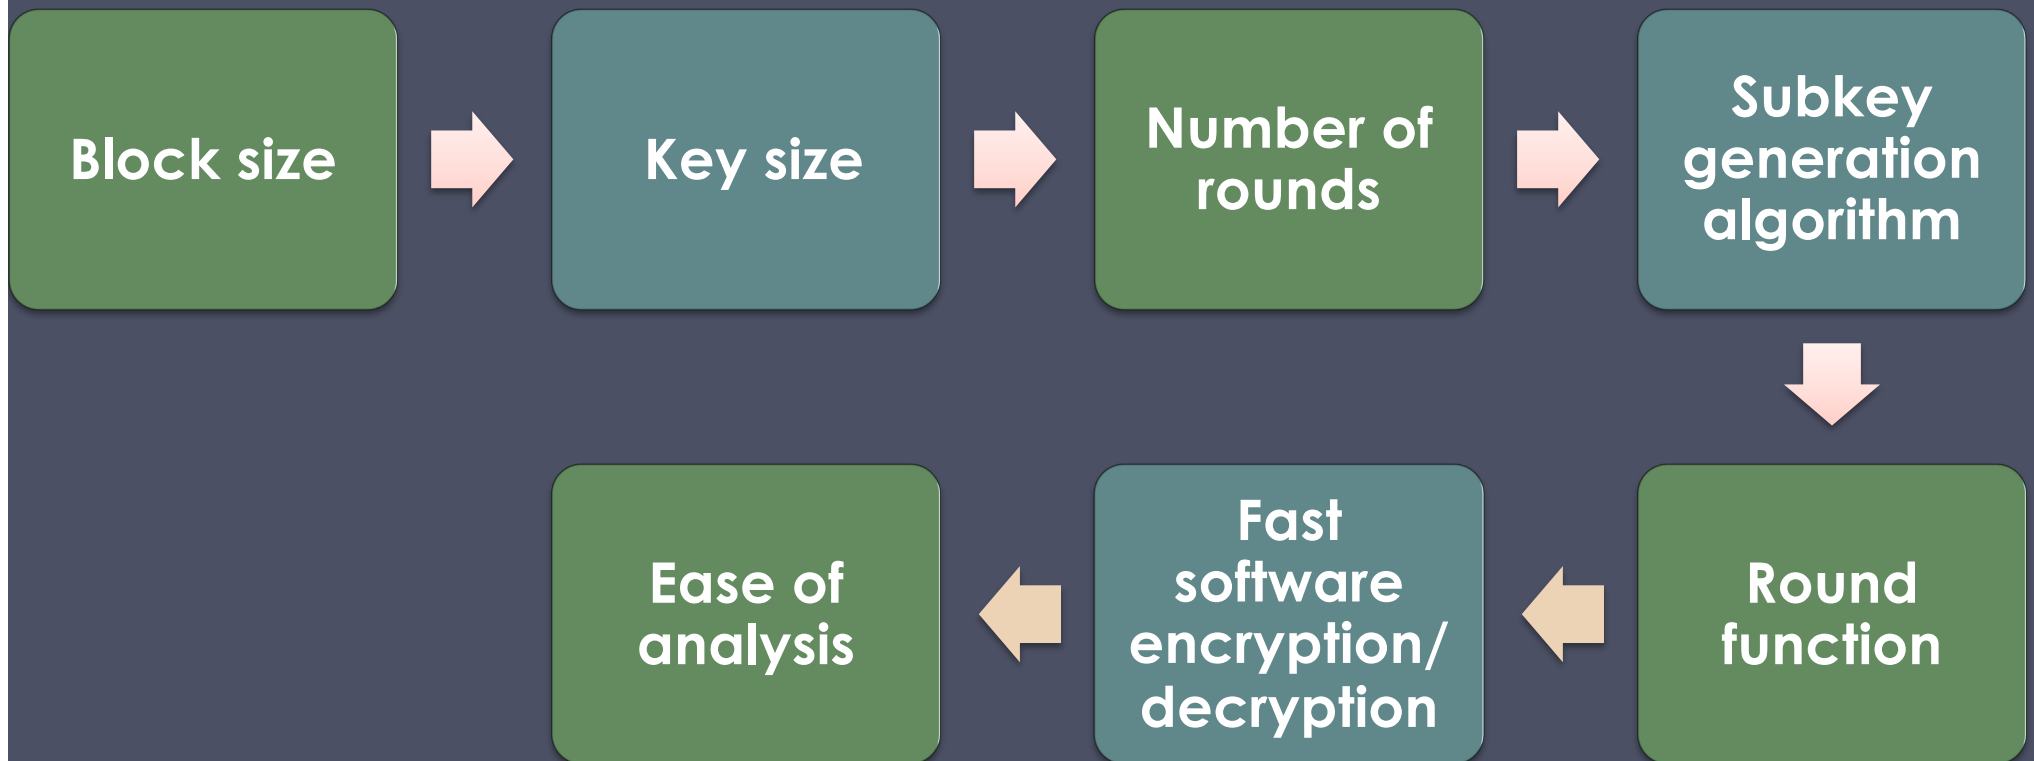 Block size
Key size
Number of
rounds
Subkey
generation
algorithm
Round
function
Fast
software
encryption/
decryption
Ease of
analysis